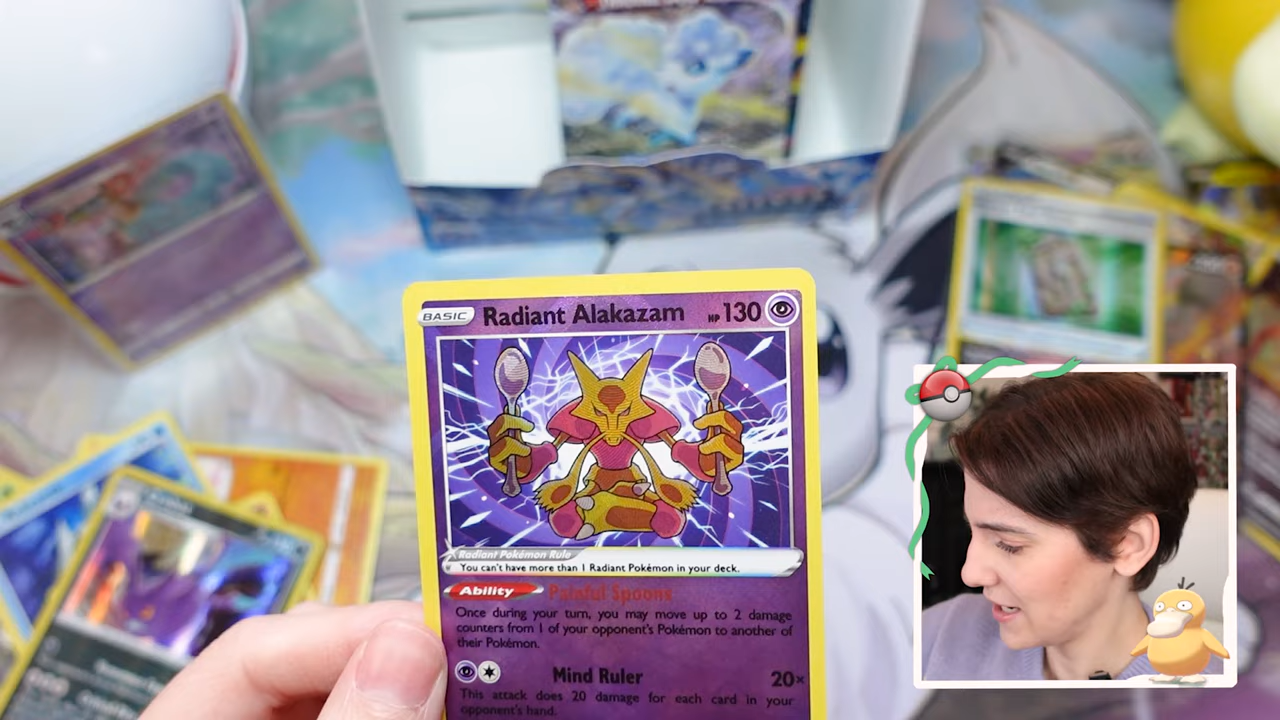 BASIC Radiant Alakazam HP 130
Radiant Pokémon Rule
You can't have more than 1 Radiant Pokémon in your deck.
Ability Painful Spoons
Once during your turn, you may move up to 2 damage
counters from 1 of your opponent's Pokémon to another of
their Pokémon.
Mind Ruler 20×
This attack does 20 damage for each card in your
opponent's hand.